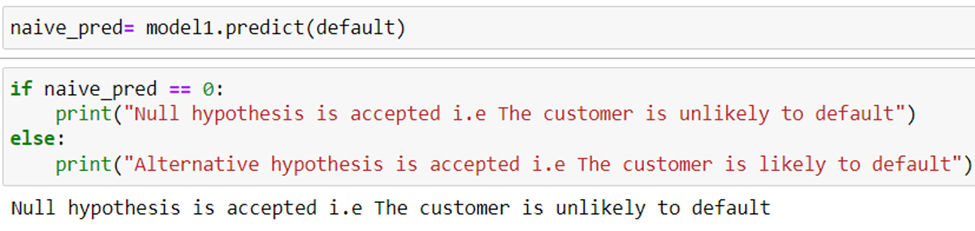 naive_pred= model1.predict(default)
if naive_pred == 0:
    print("Null hypothesis is accepted i.e The customer is unlikely to default")
else:
    print("Alternative hypothesis is accepted i.e The customer is likely to default")
Null hypothesis is accepted i.e The customer is unlikely to default